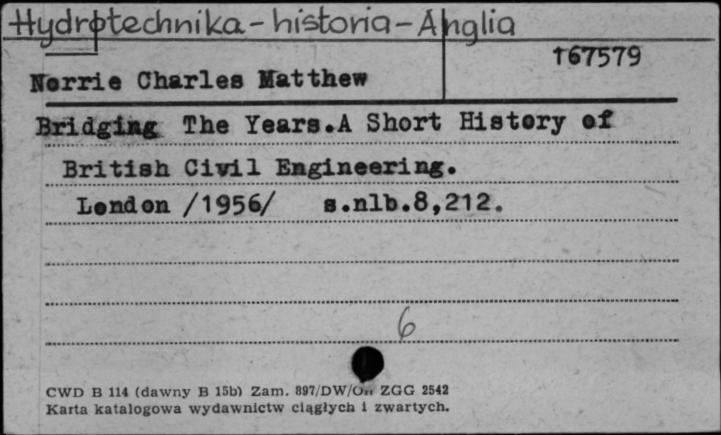 Hydrotechnika - historia - Anglia
167579
Norrie Charles Matthew
Bridging The Years.A Short History of
British Civil Engineering.
London /1956/ s.nlb.8,212.
6
CWD B 114 (dawny B 15b) Zam. 897/DW/ ZGG 2542
Karta katalogowa wydawnictw ciągłych i zwartych.